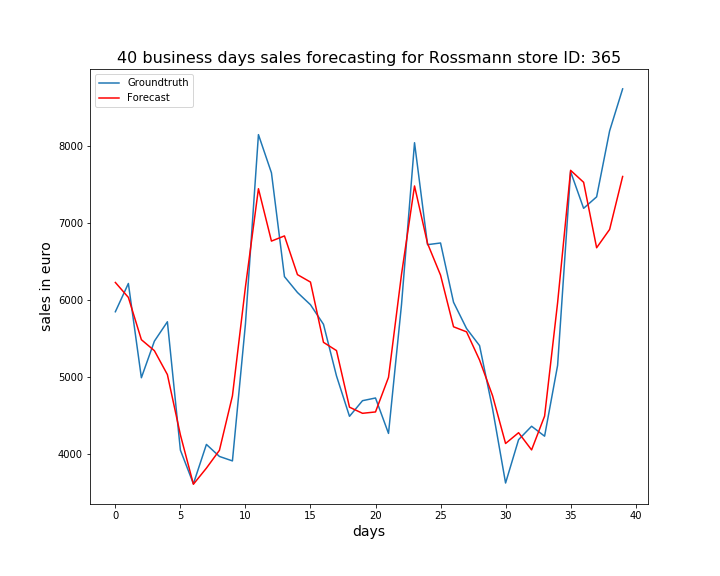 40 business days sales forecasting for Rossmann store ID: 365
Groundtruth
Forecast
8000
7000
6000
5000
4000
sales in euro
0 5 10 15 20 25 30 35 40
days